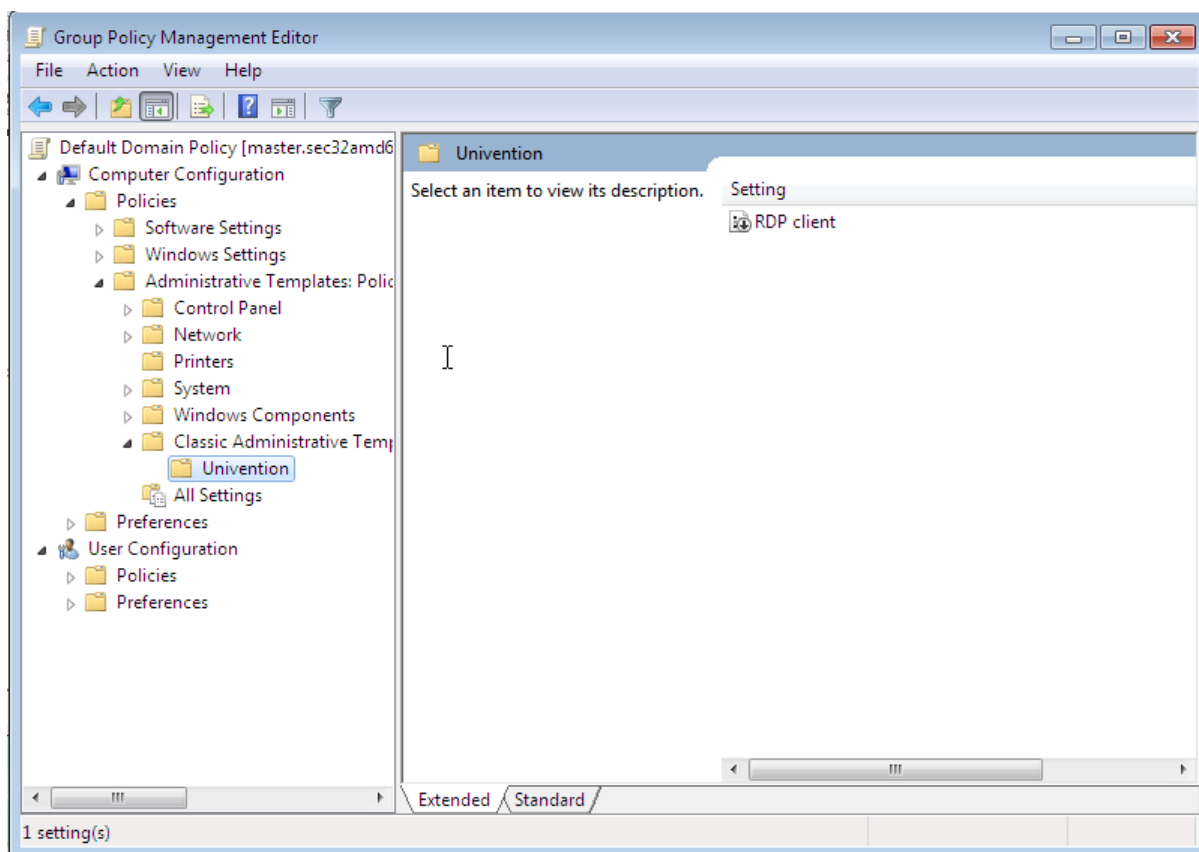 Group Policy Management Editor
File Action View Help
Default Domain Policy [master.sec32amd6
Computer Configuration
Policies
Software Settings
Windows Settings
Administrative Templates: Polic
Control Panel
Network
Printers
System
Windows Components
Classic Administrative Temp
Univention
All Settings
Preferences
User Configuration
Policies
Preferences
Univention
Select an item to view its description.
Setting
RDP client
Extended Standard
1 setting(s)